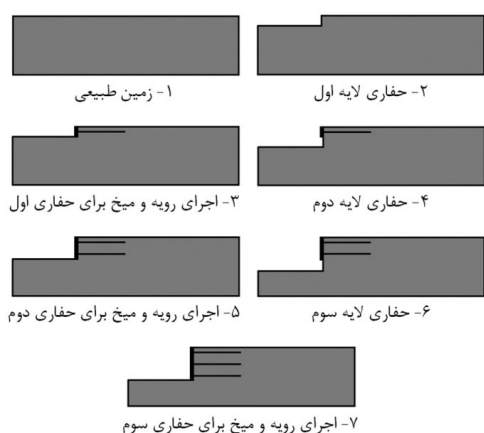 ۱- زمین طبیعی
۲- حفاری لایه اول
۳- اجرای رویه و میخ برای حفاری اول
۴- حفاری لایه دوم
۵- اجرای رویه و میخ برای حفاری دوم
۶- حفاری لایه سوم
۷- اجرای رویه و میخ برای حفاری سوم